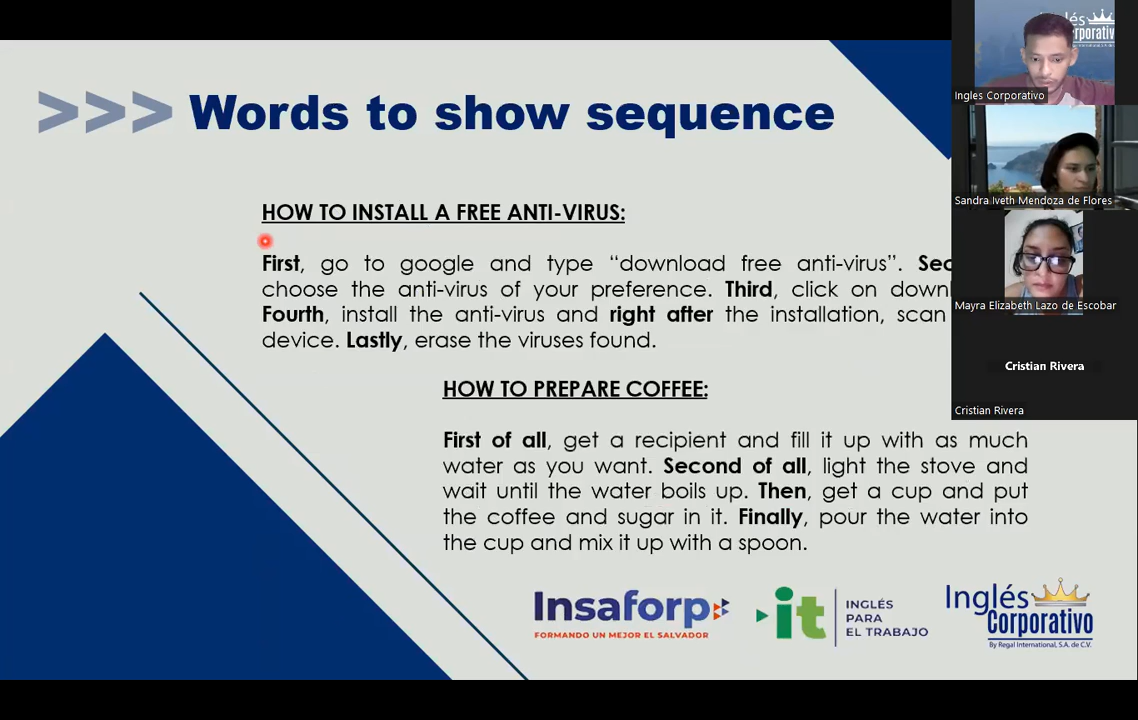 >>> Words to show sequence
HOW TO INSTALL A FREE ANTI-VIRUS:
First, go to google and type “download free anti-virus”. Sec
choose the anti-virus of your preference. Third, click on down
Fourth, install the anti-virus and right after the installation, scan
device. Lastly, erase the viruses found.
HOW TO PREPARE COFFEE:
First of all, get a recipient and fill it up with as much
water as you want. Second of all, light the stove and
wait until the water boils up. Then, get a cup and put
the coffee and sugar in it. Finally, pour the water into
the cup and mix it up with a spoon.
Insaforp
FORMANDO UN MEJOR EL SALVADOR
it
INGLÉS
PARA
EL TRABAJO
Inglés
Corporativo
By Regal International, S.A. de C.V.
Ingles Corporativo
Sandra Iveth Mendoza de Flores
Mayra Elizabeth Lazo de Escobar
Cristian Rivera
Cristian Rivera